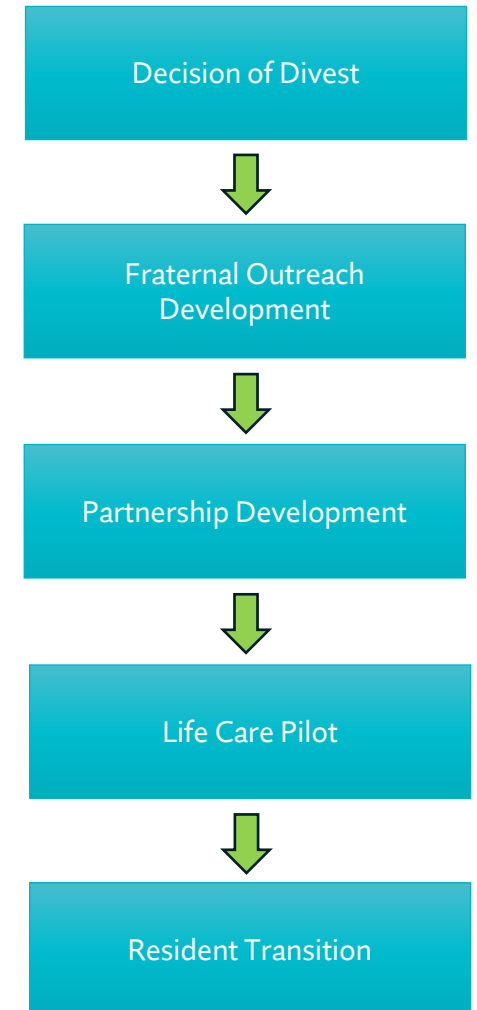 Decision of Divest
Fraternal Outreach
Development
Partnership Development
Life Care Pilot
Resident Transition